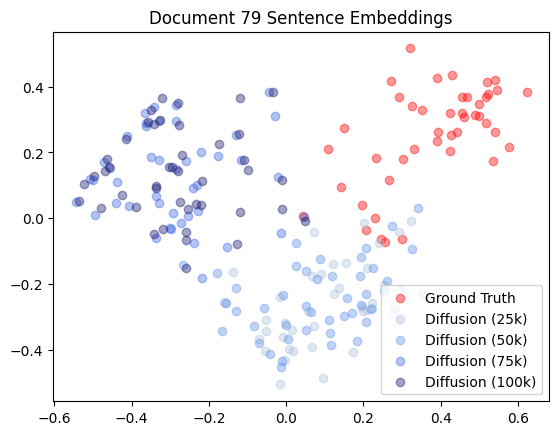 Document 79 Sentence Embeddings
0.4
0.2
0.0
−0.2
−0.4
−0.6
−0.4
−0.2
0.0
0.2
0.4
0.6
Ground Truth
Diffusion (25k)
Diffusion (50k)
Diffusion (75k)
Diffusion (100k)